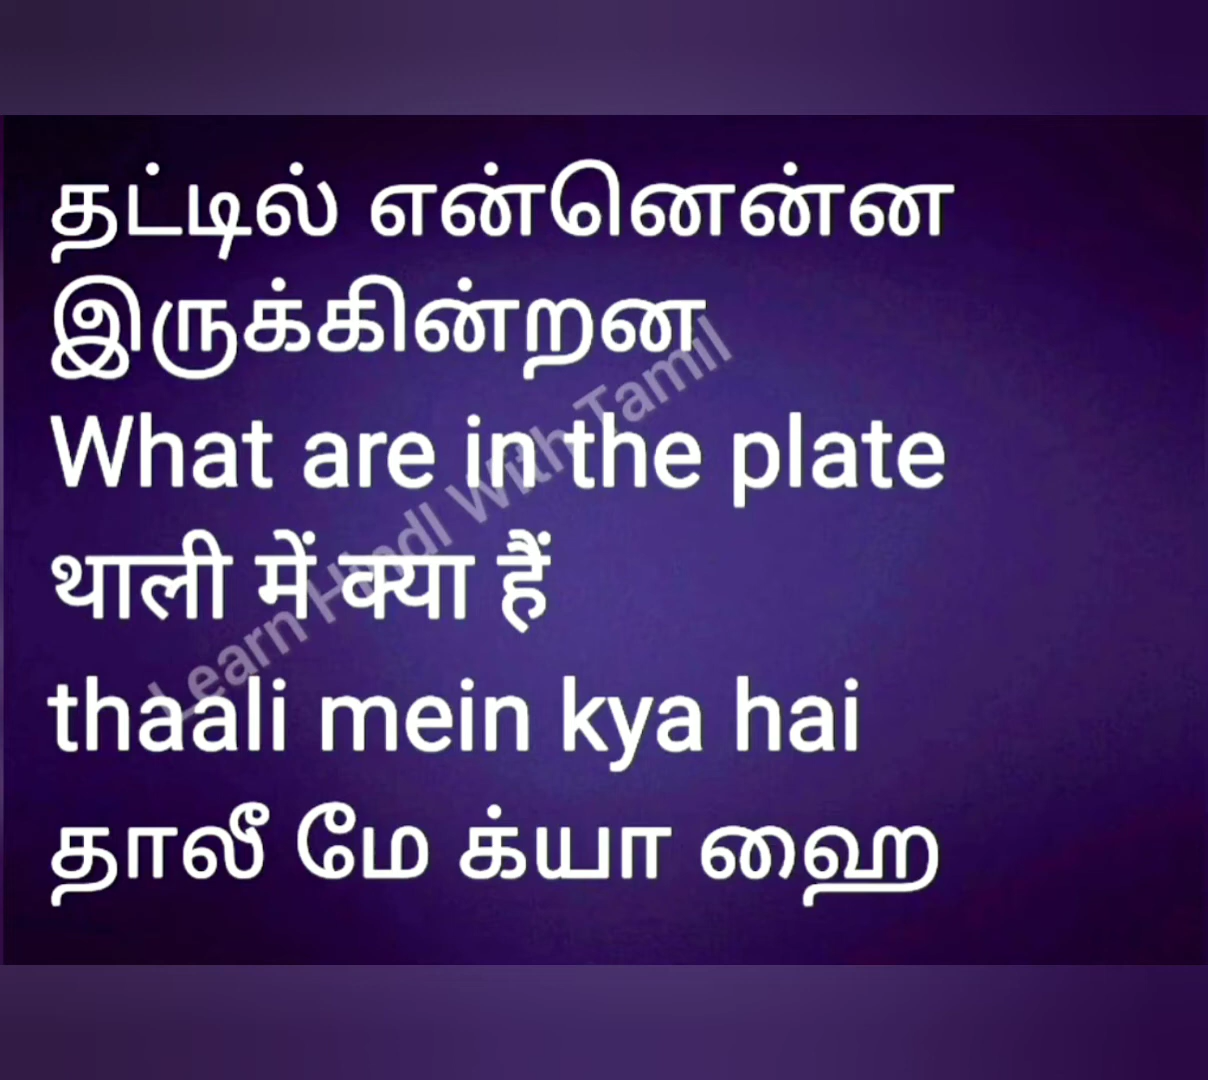 தட்டில் என்னென்ன
இருக்கின்றன
What are in the plate
थाली में क्या हैं
thaali mein kya hai
தாலீ மே க்யா ஹை
Learn HindI With Tamil